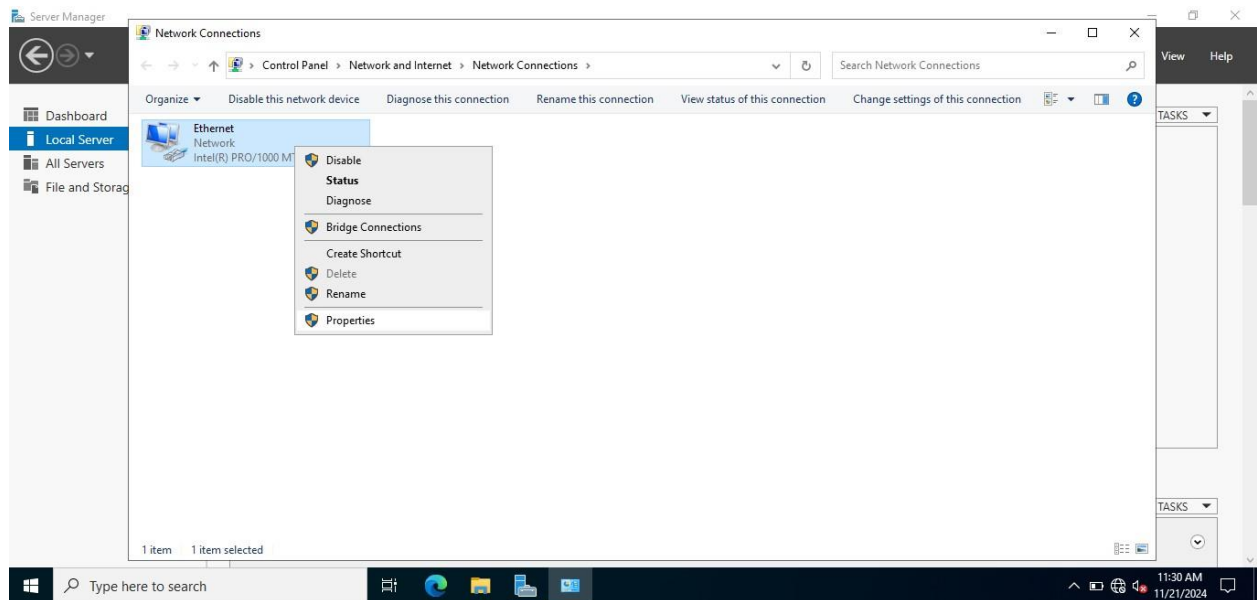 Server Manager
Network Connections
View Help
Control Panel > Network and Internet > Network Connections >
Search Network Connections
Organize Disable this network device Diagnose this connection Rename this connection View status of this connection Change settings of this connection
Dashboard
Local Server
All Servers
File and Storag
Ethernet
Network
Intel(R) PRO/1000 MT
Disable
Status
Diagnose
Bridge Connections
Create Shortcut
Delete
Rename
Properties
TASKS
TASKS
1 item 1 item selected
Type here to search
11:30 AM
11/21/2024